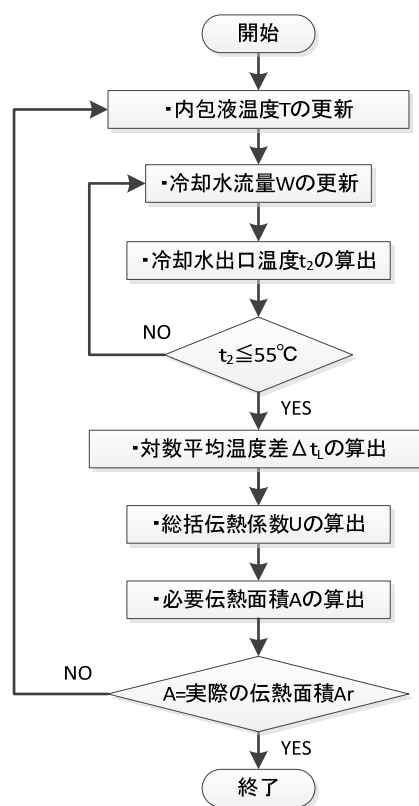 開始
・内包液温度Tの更新
・冷却水流量Wの更新
・冷却水出口温度t₂の算出
NO
t₂≦55℃
YES
・対数平均温度差Δt_Lの算出
・総括伝熱係数Uの算出
・必要伝熱面積Aの算出
NO
A=実際の伝熱面積Ar
YES
終了